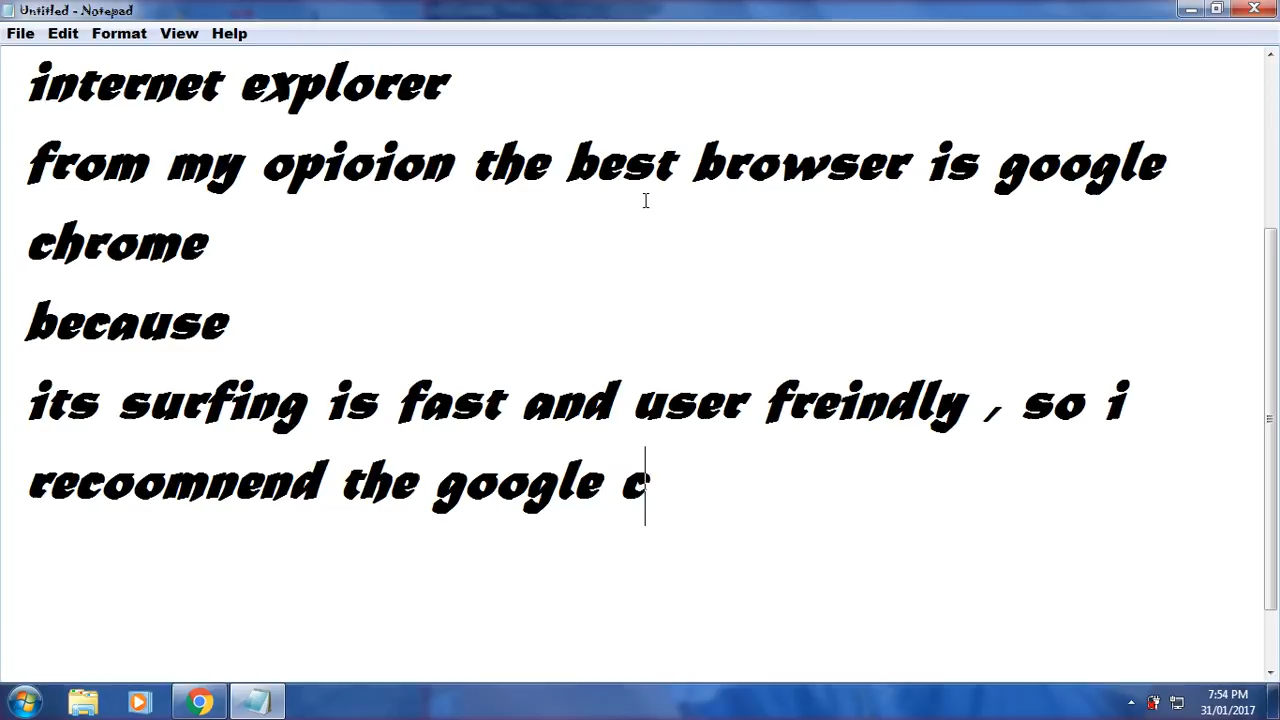 Untitled - Notepad
File Edit Format View Help
internet explorer
from my opioion the best browser is google
chrome
because
its surfing is fast and user freindly , so i
recoomnend the google c
7:54 PM
31/01/2017